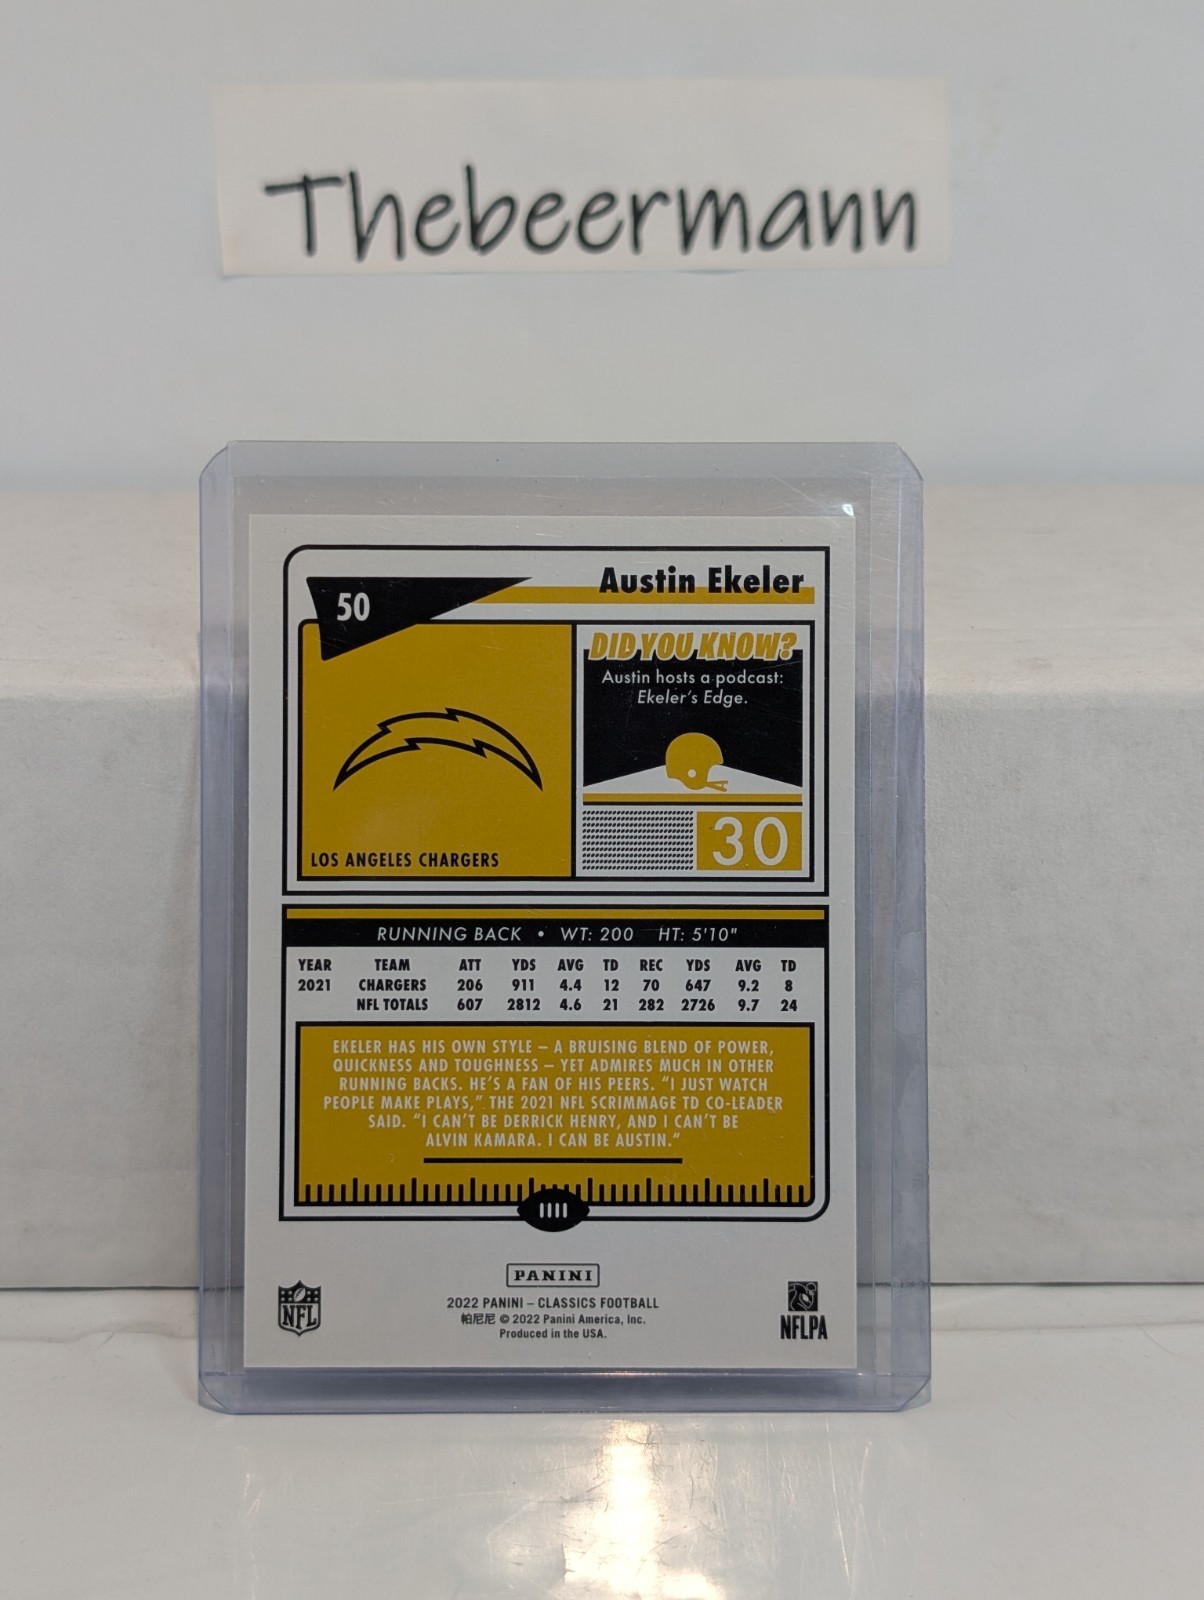 Thebeermann
50
Austin Ekeler
DID YOU KNOW?
Austin hosts a podcast:
Ekeler's Edge.
30
LOS ANGELES CHARGERS
RUNNING BACK • WT: 200 HT: 5'10"
YEAR TEAM ATT YDS AVG TD REC YDS AVG TD
2021 CHARGERS 206 911 4.4 12 70 647 9.2 8
NFL TOTALS 607 2812 4.6 21 282 2726 9.7 24
EKELER HAS HIS OWN STYLE – A BRUISING BLEND OF POWER,
QUICKNESS AND TOUGHNESS – YET ADMIRES MUCH IN OTHER
RUNNING BACKS. HE'S A FAN OF HIS PEERS. "I JUST WATCH
PEOPLE MAKE PLAYS," THE 2021 NFL SCRIMMAGE TD CO-LEADER
SAID. "I CAN'T BE DERRICK HENRY, AND I CAN'T BE
ALVIN KAMARA. I CAN BE AUSTIN."
PANINI
NFL
2022 PANINI – CLASSICS FOOTBALL
帕尼尼 © 2022 Panini America, Inc.
Produced in the USA.
NFLPA